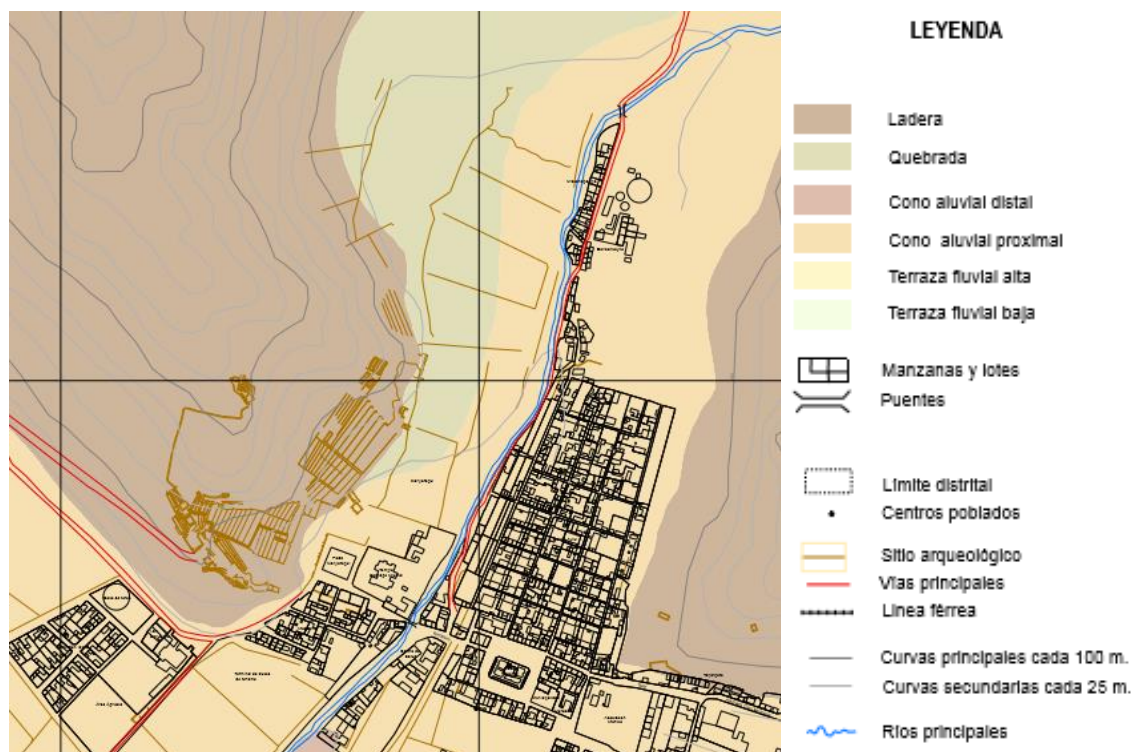 LEYENDA
Ladera
Quebrada
Cono aluvial distal
Cono aluvial proximal
Terraza fluvial alta
Terraza fluvial baja
Manzanas y lotes
Puentes
Límite distrital
Centros poblados
Sitio arqueológico
Vías principales
Línea férrea
Curvas principales cada 100 m.
Curvas secundarias cada 25 m.
Ríos principales